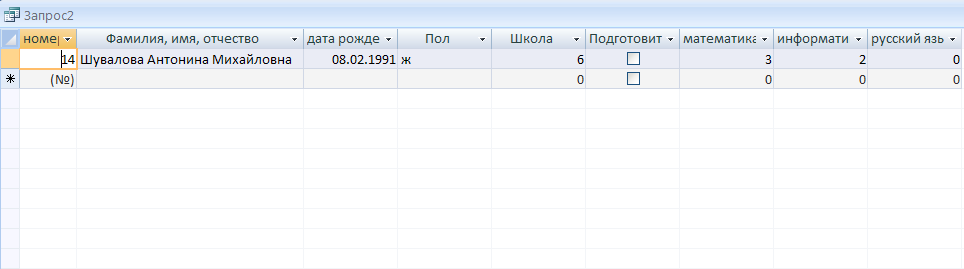 Запрос2
номер Фамилия, имя, отчество дата рожде Пол Школа Подготовит математика информати русский язь
14 Шувалова Антонина Михайловна 08.02.1991 ж 6 3 2 0
(№) 0 0 0 0